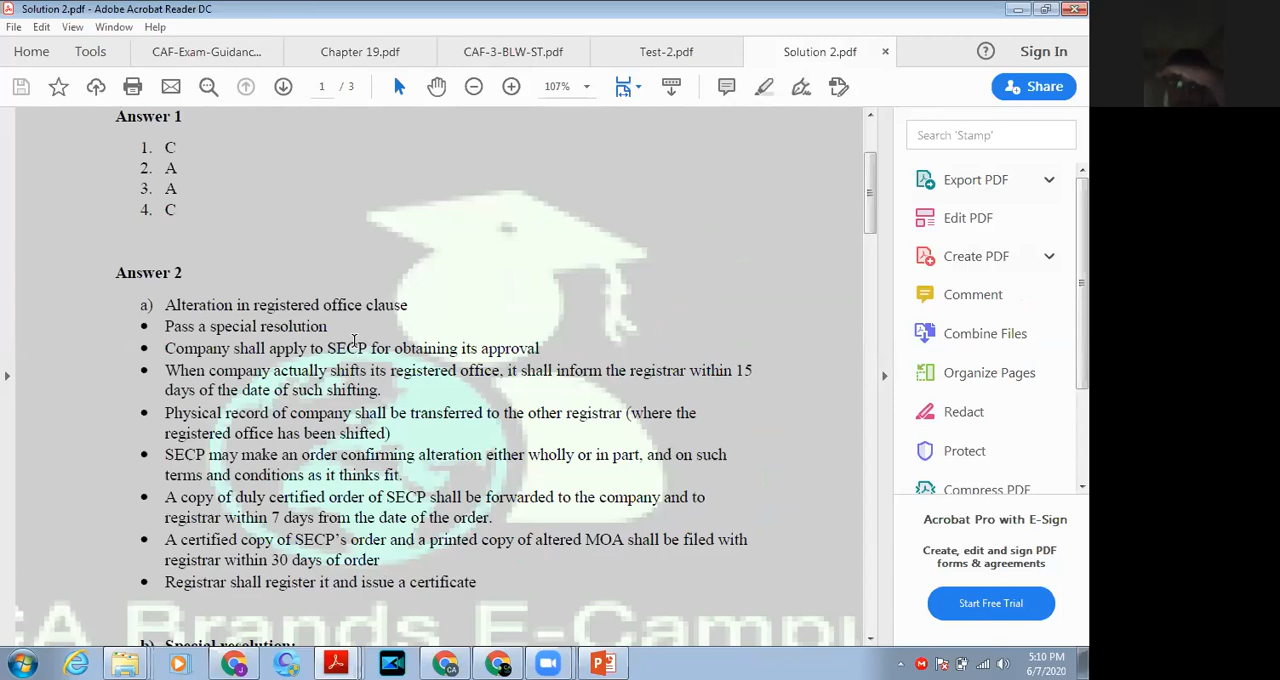 Solution 2.pdf - Adobe Acrobat Reader DC
File Edit View Window Help
Home Tools CAF-Exam-Guidanc... Chapter 19.pdf CAF-3-BLW-ST.pdf Test-2.pdf Solution 2.pdf × ? Sign In
1 / 3 107% Share
Answer 1
1. C
2. A
3. A
4. C
Answer 2
a) Alteration in registered office clause
• Pass a special resolution
• Company shall apply to SECP for obtaining its approval
• When company actually shifts its registered office, it shall inform the registrar within 15
days of the date of such shifting.
• Physical record of company shall be transferred to the other registrar (where the
registered office has been shifted)
• SECP may make an order confirming alteration either wholly or in part, and on such
terms and conditions as it thinks fit.
• A copy of duly certified order of SECP shall be forwarded to the company and to
registrar within 7 days from the date of the order.
• A certified copy of SECP’s order and a printed copy of altered MOA shall be filed with
registrar within 30 days of order
• Registrar shall register it and issue a certificate
CA Brands E-Campu
b) Special resolution:
Search 'Stamp'
Export PDF
Edit PDF
Create PDF
Comment
Combine Files
Organize Pages
Redact
Protect
Compress PDF
Acrobat Pro with E-Sign
Create, edit and sign PDF
forms & agreements
Start Free Trial
5:10 PM
6/7/2020